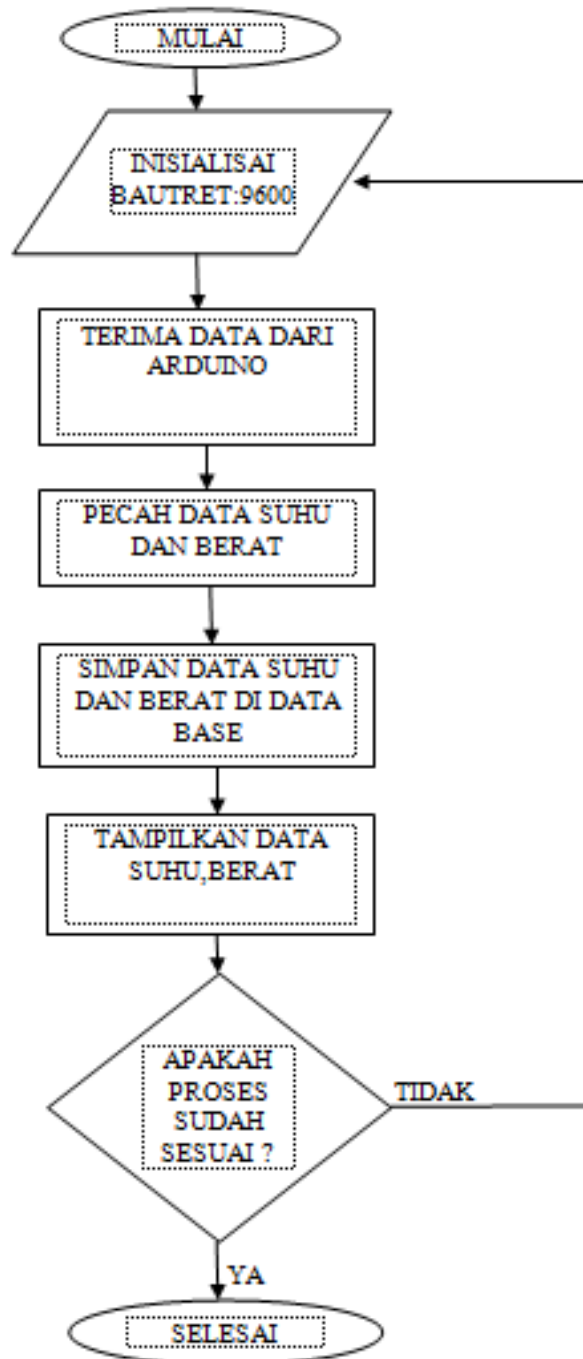 MULAI
INISIALISAI
BAUTRET:9600
TERIMA DATA DARI
ARDUINO
PECAH DATA SUHU
DAN BERAT
SIMPAN DATA SUHU
DAN BERAT DI DATA
BASE
TAMPILKAN DATA
SUHU,BERAT
APAKAH
PROSES
SUDAH
SESUAI ?
TIDAK
YA
SELESAI